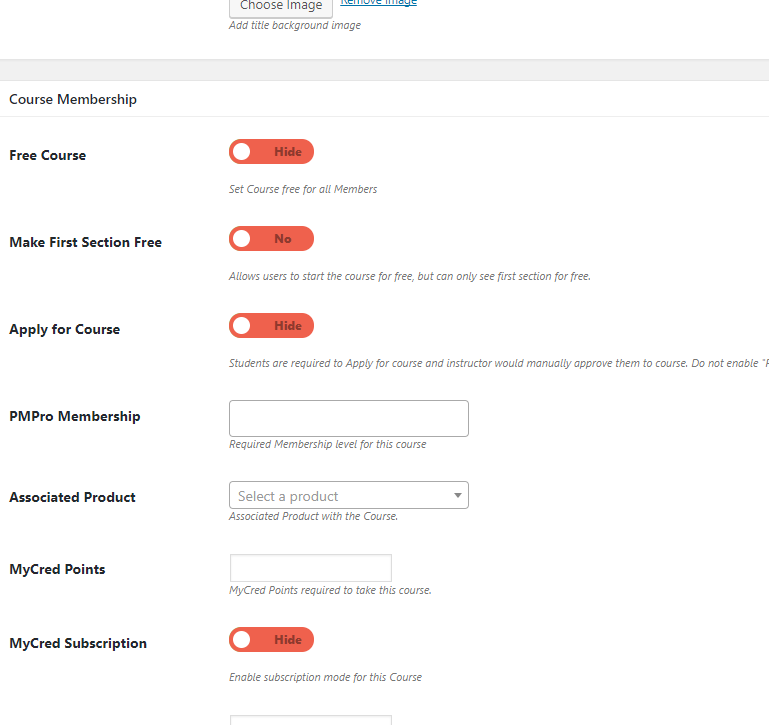 Choose Image Remove Image
Add title background image
Course Membership
Free Course Hide
Set Course free for all Members
Make First Section Free No
Allows users to start the course for free, but can only see first section for free.
Apply for Course Hide
Students are required to Apply for course and instructor would manually approve them to course. Do not enable "F
PMPro Membership
Required Membership level for this course
Associated Product Select a product
Associated Product with the Course.
MyCred Points
MyCred Points required to take this course.
MyCred Subscription Hide
Enable subscription mode for this Course